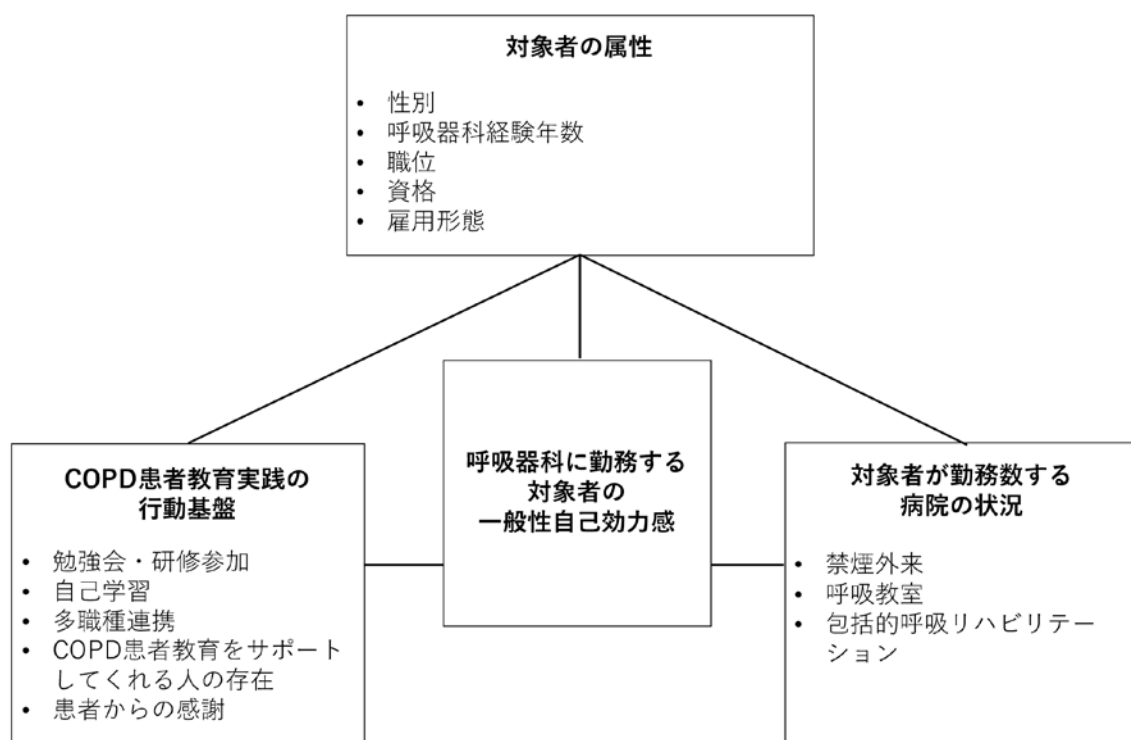 対象者の属性
• 性別
• 呼吸器科経験年数
• 職位
• 資格
• 雇用形態
呼吸器科に勤務する
対象者の
一般性自己効力感
COPD患者教育実践の
行動基盤
• 勉強会・研修参加
• 自己学習
• 多職種連携
• COPD患者教育をサポート
してくれる人の存在
• 患者からの感謝
対象者が勤務数する
病院の状況
• 禁煙外来
• 呼吸教室
• 包括的呼吸リハビリテー
ション